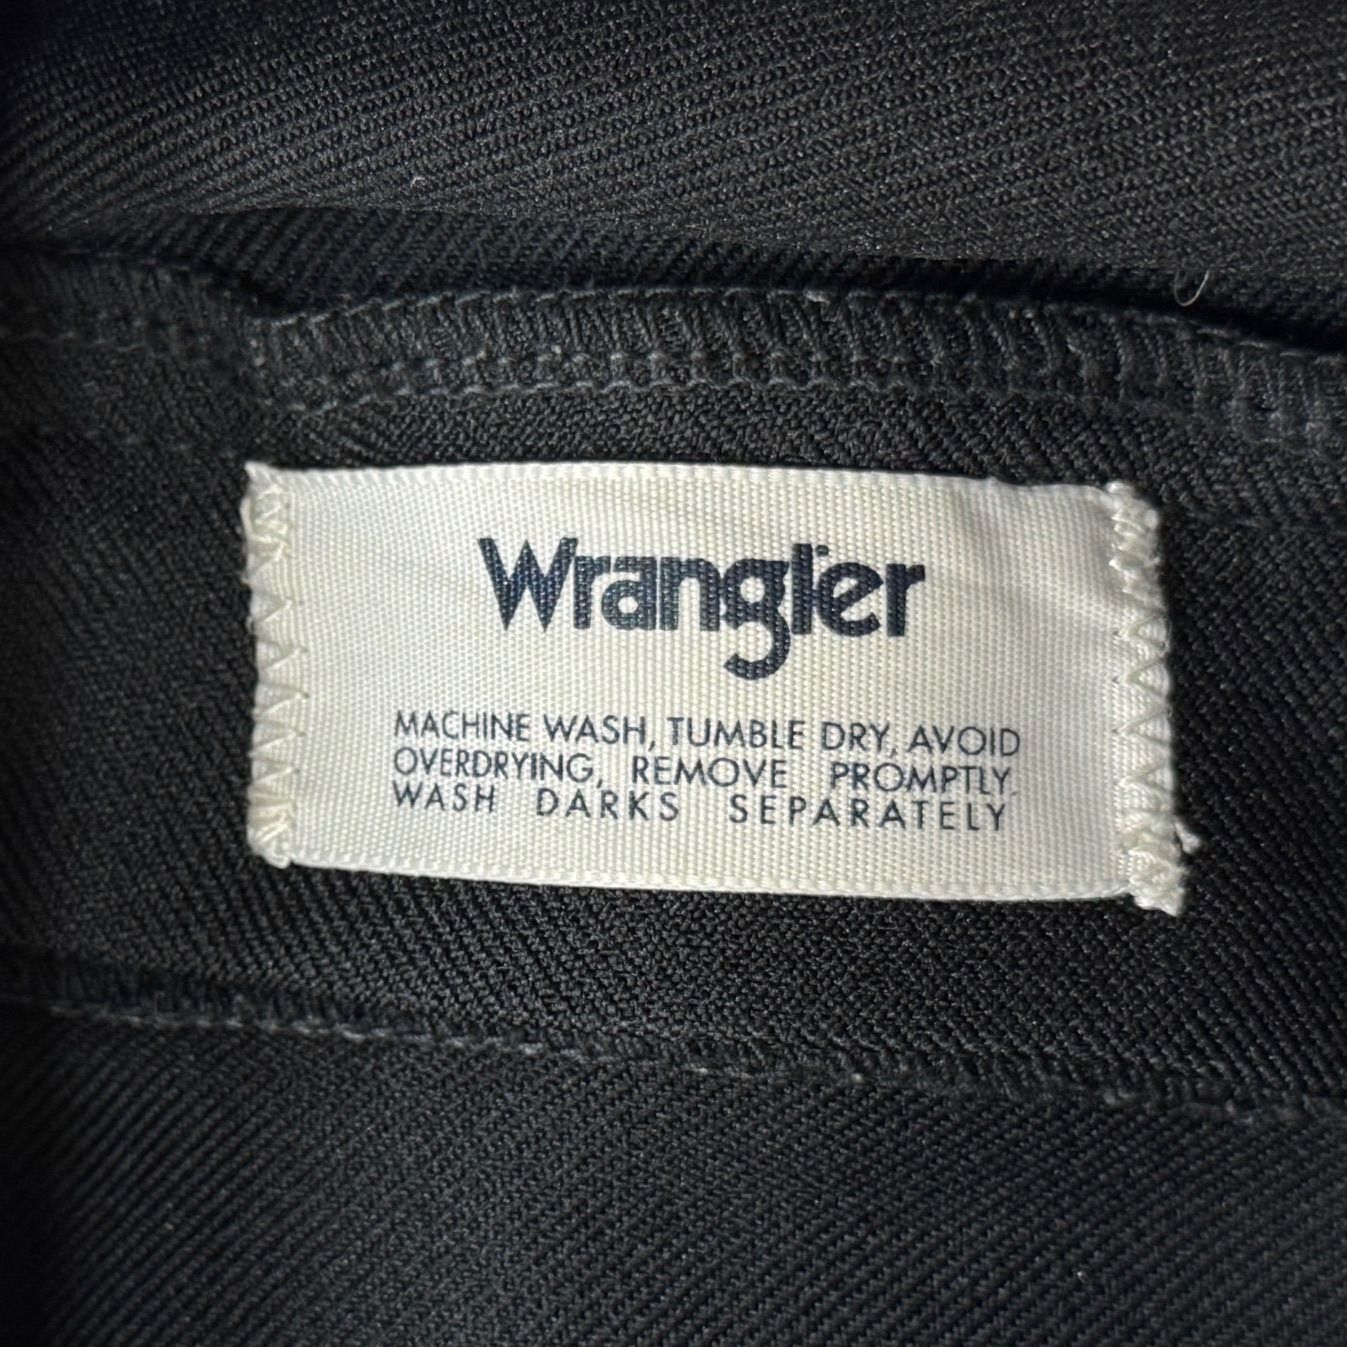 Wrangler
MACHINE WASH, TUMBLE DRY, AVOID
OVERDRYING, REMOVE PROMPTLY.
WASH DARKS SEPARATELY